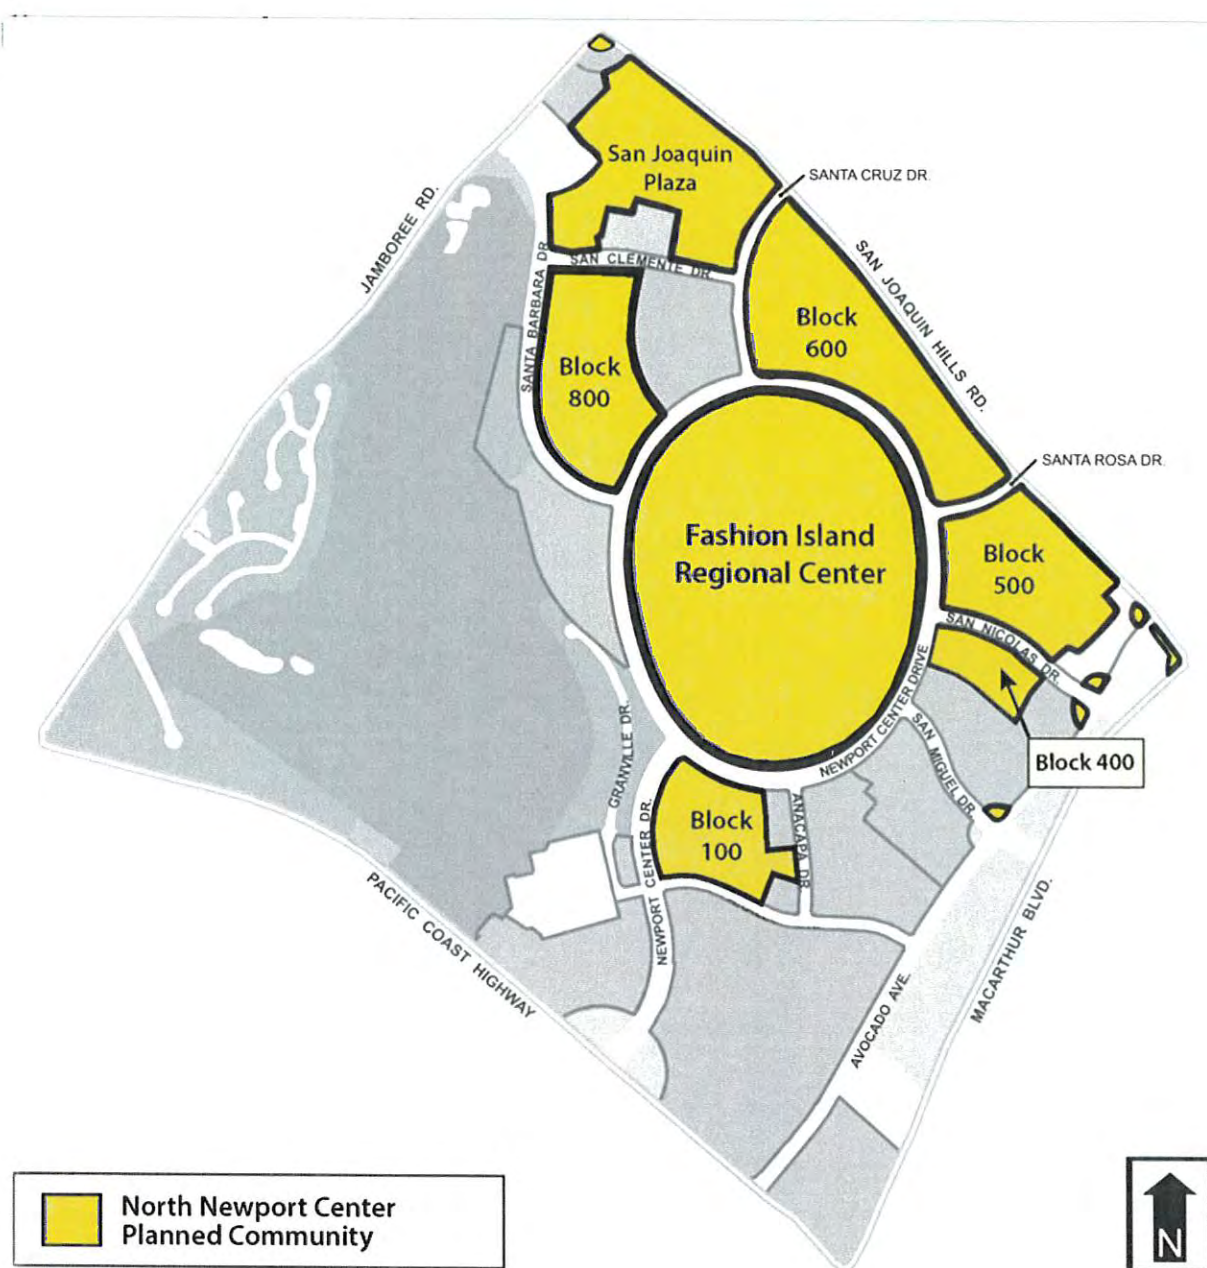 San Joaquin
Plaza
SANTA CRUZ DR.
JAMBOREE RD.
SAN JOAQUIN HILLS RD.
SAN CLEMENTE DR.
SANTA BARBARA DR.
Block
600
Block
800
SANTA ROSA DR.
Fashion Island
Regional Center
Block
500
SAN NICOLAS DR.
NEWPORT CENTER DRIVE
SAN MIGUEL DR.
Block 400
GRANVILLE DR.
NEWPORT CENTER DR.
Block
100
ANACAPA DR.
PACIFIC COAST HIGHWAY
NEWPORT CENTER DR.
AVOCADO AVE.
MACARTHUR BLVD.
North Newport Center
Planned Community
N